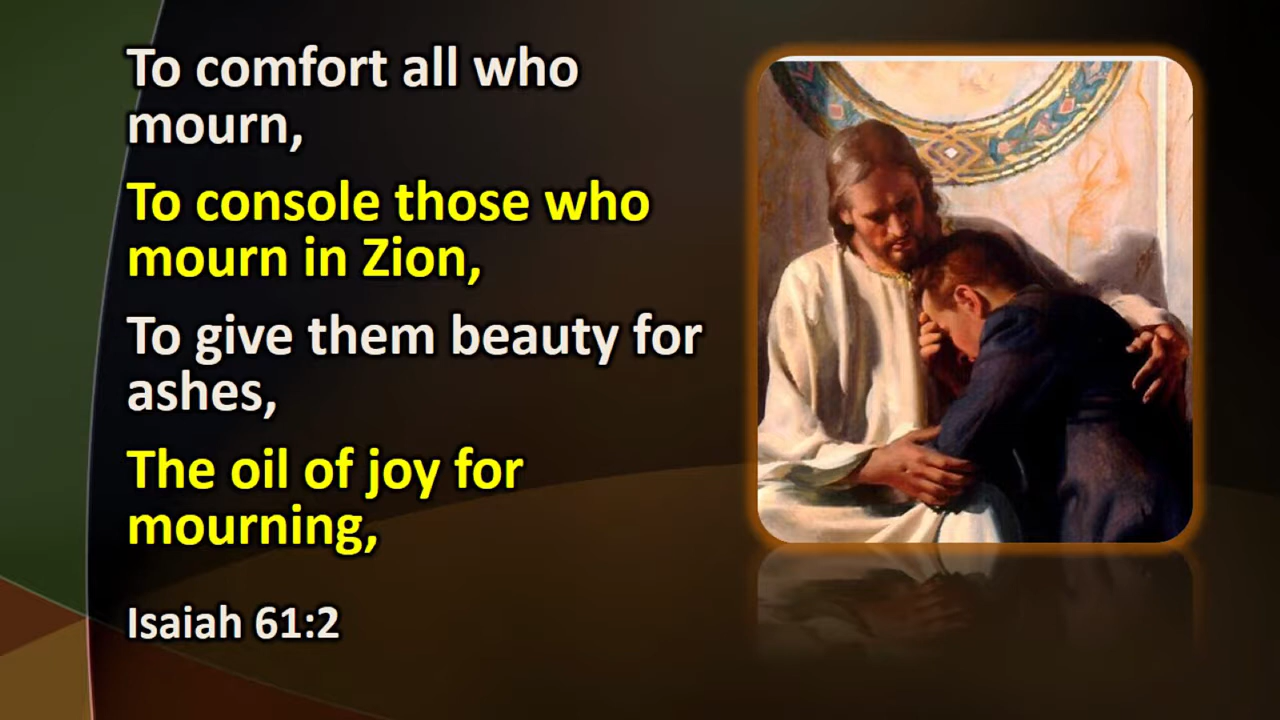 To comfort all who
mourn,
To console those who
mourn in Zion,
To give them beauty for
ashes,
The oil of joy for
mourning,
Isaiah 61:2